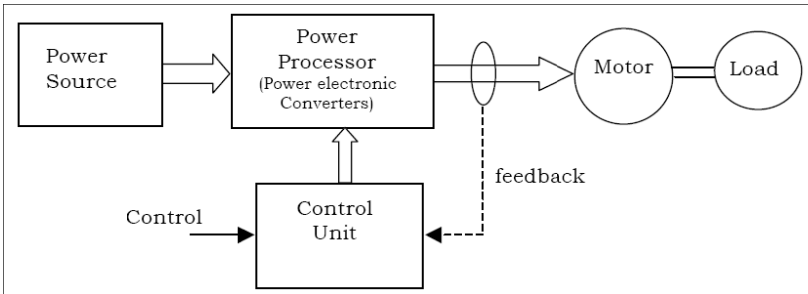 Power
Source
Power
Processor
(Power electronic
Converters)
Motor
Load
feedback
Control
Control
Unit